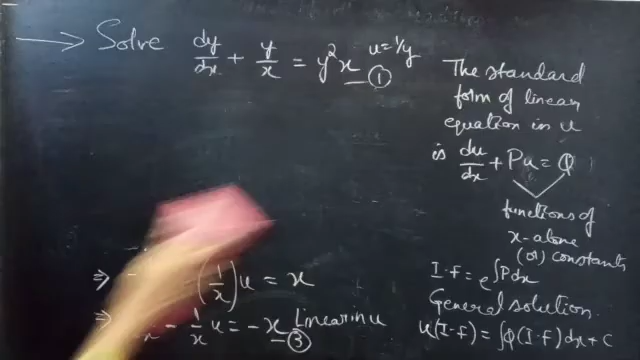 → Solve dy/dx + y/x = y²x — ① u = 1/y
The standard
form of linear
equation in u
is du/dx + Pu = Q
functions of
x-alone
(or) constants
I.f = e^∫Pdx
General solution
u(I.f) = ∫Q(I.f)dx + C
⇒ (1/x)u = x
⇒ - 1/x u = -x — ③ Linear in u